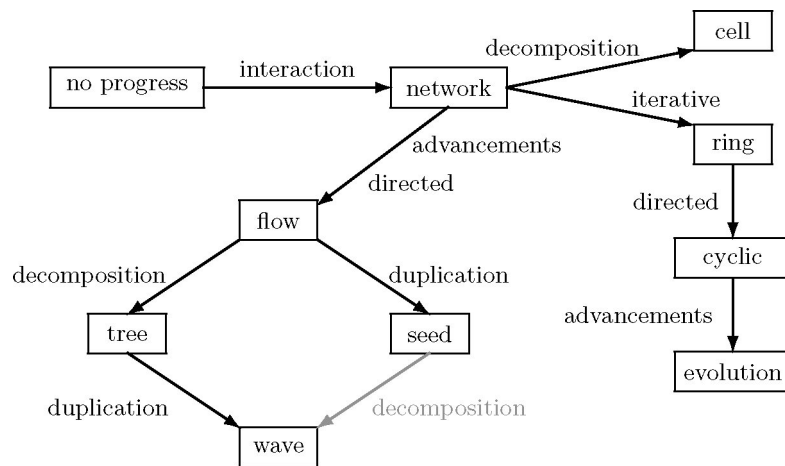 cell
decomposition
no progress
interaction
network
iterative
ring
advancements
directed
directed
flow
cyclic
decomposition
duplication
advancements
tree
seed
evolution
duplication
decomposition
wave